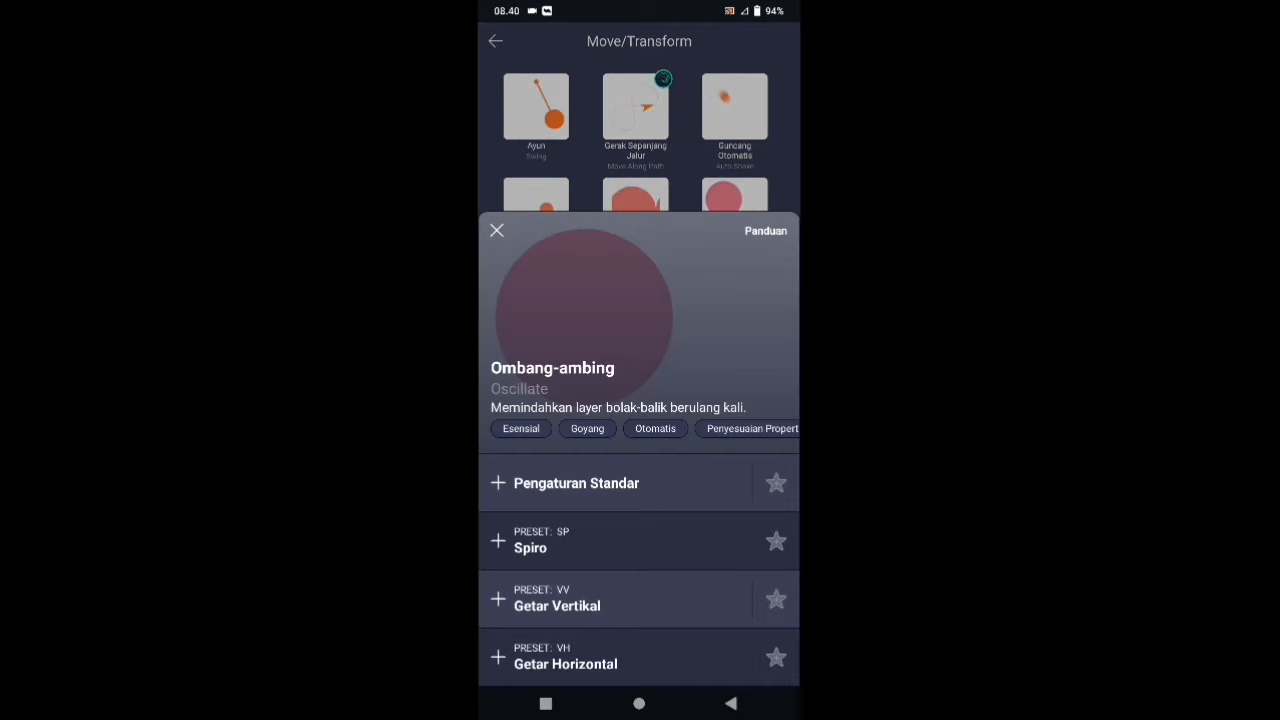 08.40
94%
Move/Transform
Ayun
Swing
Gerak Sepanjang
Jalur
Move Along Path
Guncang
Otomatis
Auto-Shake
Panduan
Ombang-ambing
Oscillate
Memindahkan layer bolak-balik berulang kali.
Esensial
Goyang
Otomatis
Penyesuaian Propert
Pengaturan Standar
PRESET: SP
Spiro
PRESET: VV
Getar Vertikal
PRESET: VH
Getar Horizontal